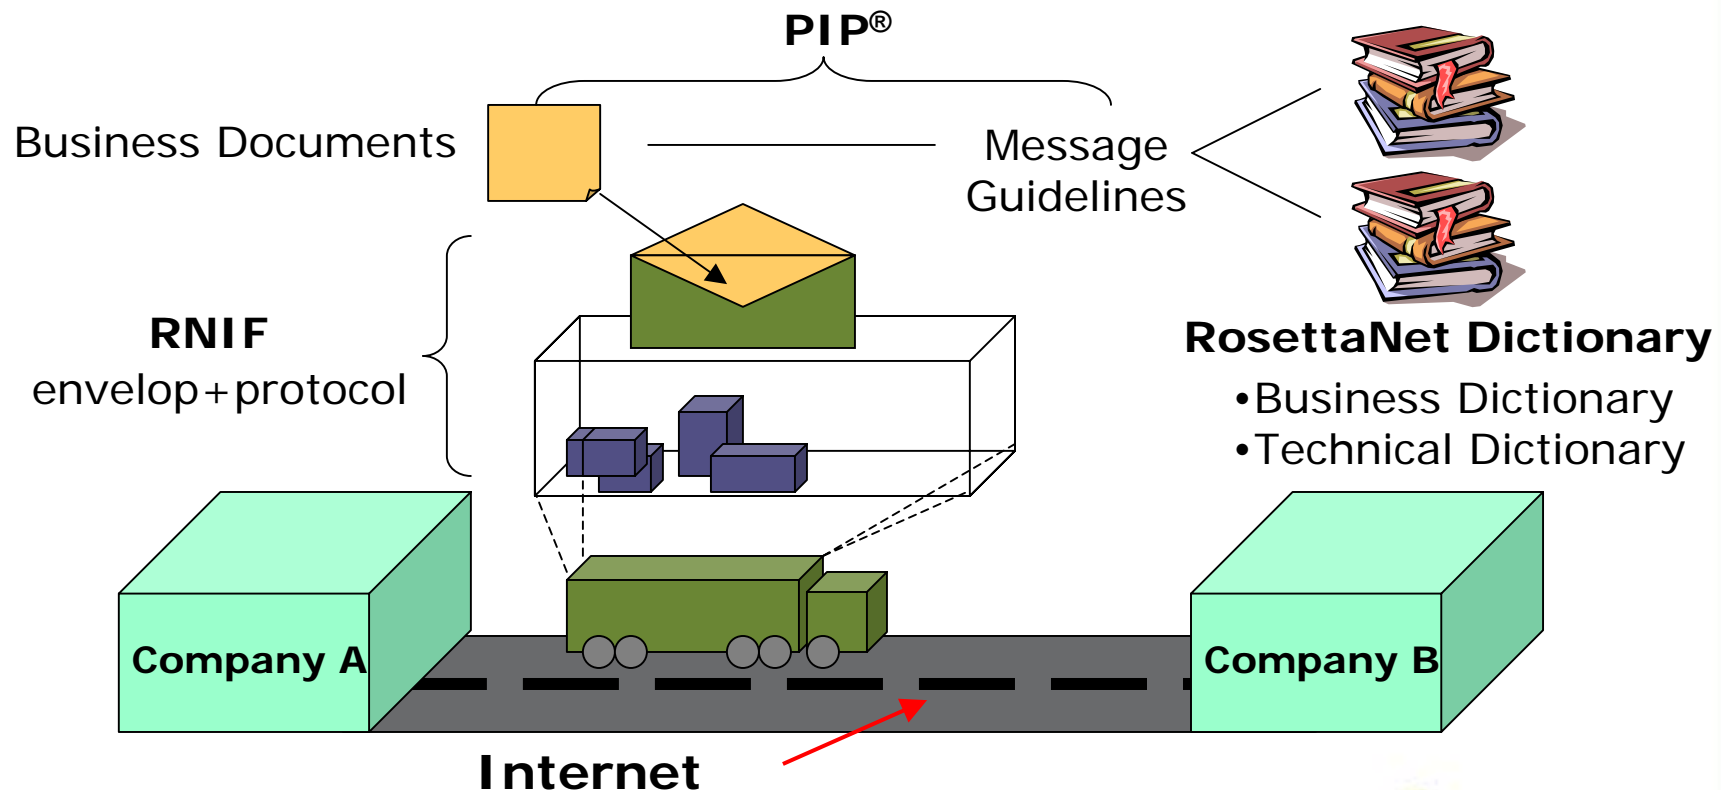 PIP®
Business Documents
Message
Guidelines
RNIF
envelop+protocol
RosettaNet Dictionary
•Business Dictionary
•Technical Dictionary
Company A
Company B
Internet